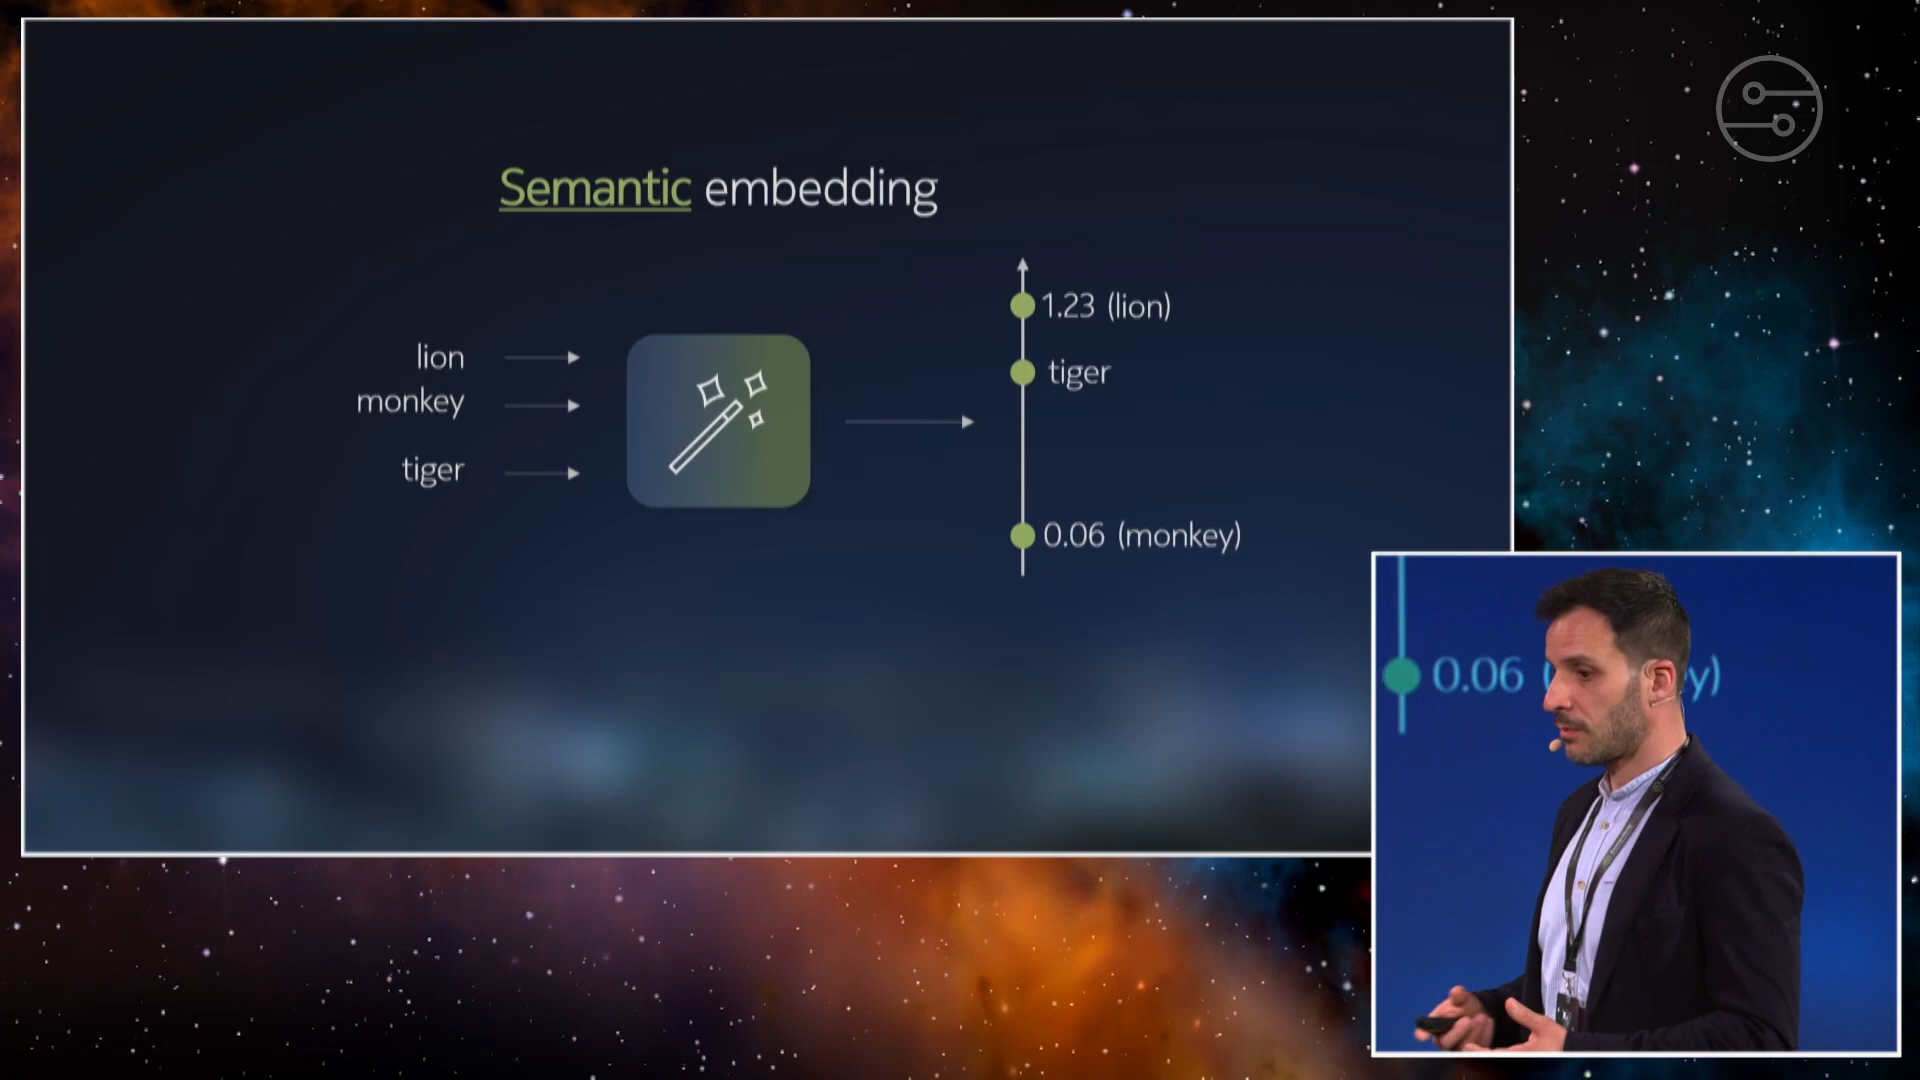 Semantic embedding
lion
monkey
tiger
1.23 (lion)
tiger
0.06 (monkey)
0.06 ( y)